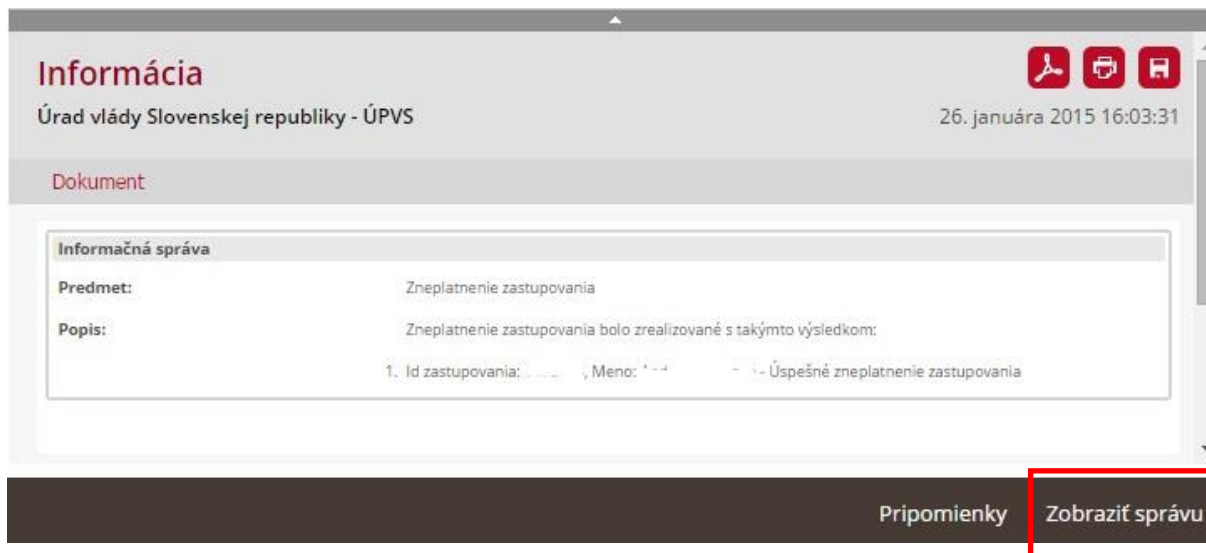 Informácia
Úrad vlády Slovenskej republiky - ÚPVS
26. januára 2015 16:03:31
Dokument
Informačná správa
Predmet: Zneplatnenie zastupovania
Popis: Zneplatnenie zastupovania bolo zrealizované s takýmto výsledkom:
1. Id zastupovania: , Meno: - Úspešné zneplatnenie zastupovania
Pripomienky Zobraziť správu